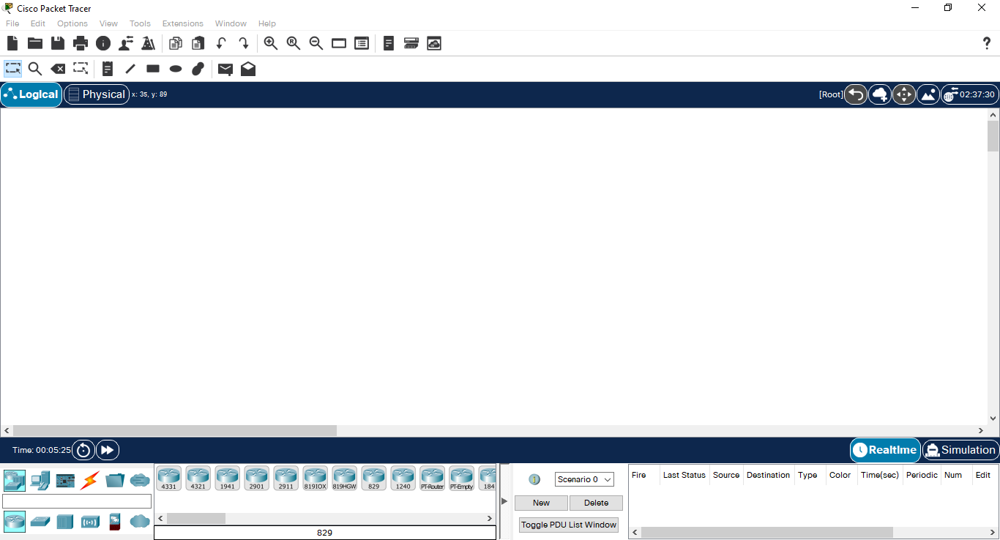 Cisco Packet Tracer
File Edit Options View Tools Extensions Window Help
Logical Physical x: 35, y: 89 [Root] 02:37:30
Time: 00:05:25 Realtime Simulation
4331 4321 1941 2901 2911 819IOX 819HGW 829 1240 PT-Router PT-Empty 184
829
Scenario 0
New Delete
Toggle PDU List Window
Fire Last Status Source Destination Type Color Time(sec) Periodic Num Edit